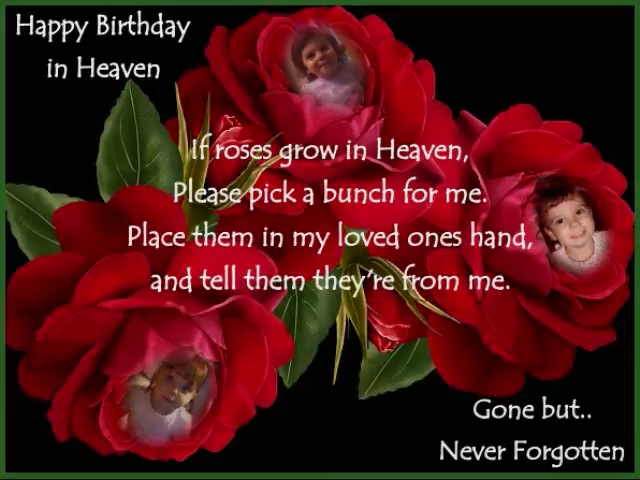 Happy Birthday
in Heaven
If roses grow in Heaven,
Please pick a bunch for me.
Place them in my loved ones hand,
and tell them they're from me.
Gone but..
Never Forgotten